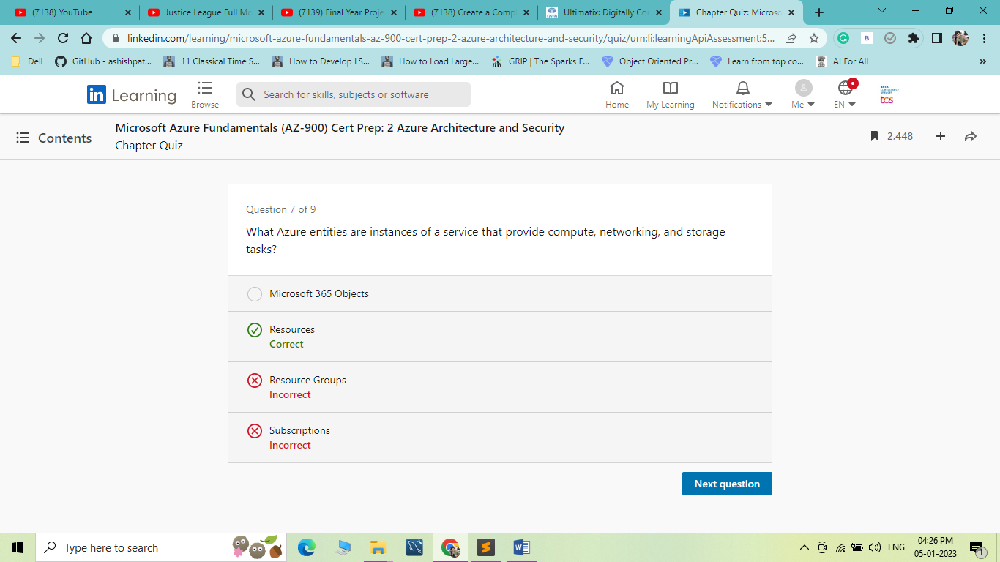 (7138) YouTube
Justice League Full Mo
(7139) Final Year Proje
(7138) Create a Comp
Ultimatix: Digitally Co
Chapter Quiz: Microso
linkedin.com/learning/microsoft-azure-fundamentals-az-900-cert-prep-2-azure-architecture-and-security/quiz/urn:li:learningApiAssessment:5...
Dell
GitHub - ashishpat...
11 Classical Time S...
How to Develop LS...
How to Load Large...
GRIP | The Sparks F...
Object Oriented Pr...
Learn from top co...
AI For All
»
in Learning
Browse
Search for skills, subjects or software
Home
My Learning
Notifications
Me
EN
TATA
CONSULTANCY
SERVICES
tcs
Contents
Microsoft Azure Fundamentals (AZ-900) Cert Prep: 2 Azure Architecture and Security
Chapter Quiz
2,448
Question 7 of 9
What Azure entities are instances of a service that provide compute, networking, and storage
tasks?
Microsoft 365 Objects
Resources
Correct
Resource Groups
Incorrect
Subscriptions
Incorrect
Next question
Type here to search
ENG
04:26 PM
05-01-2023
1